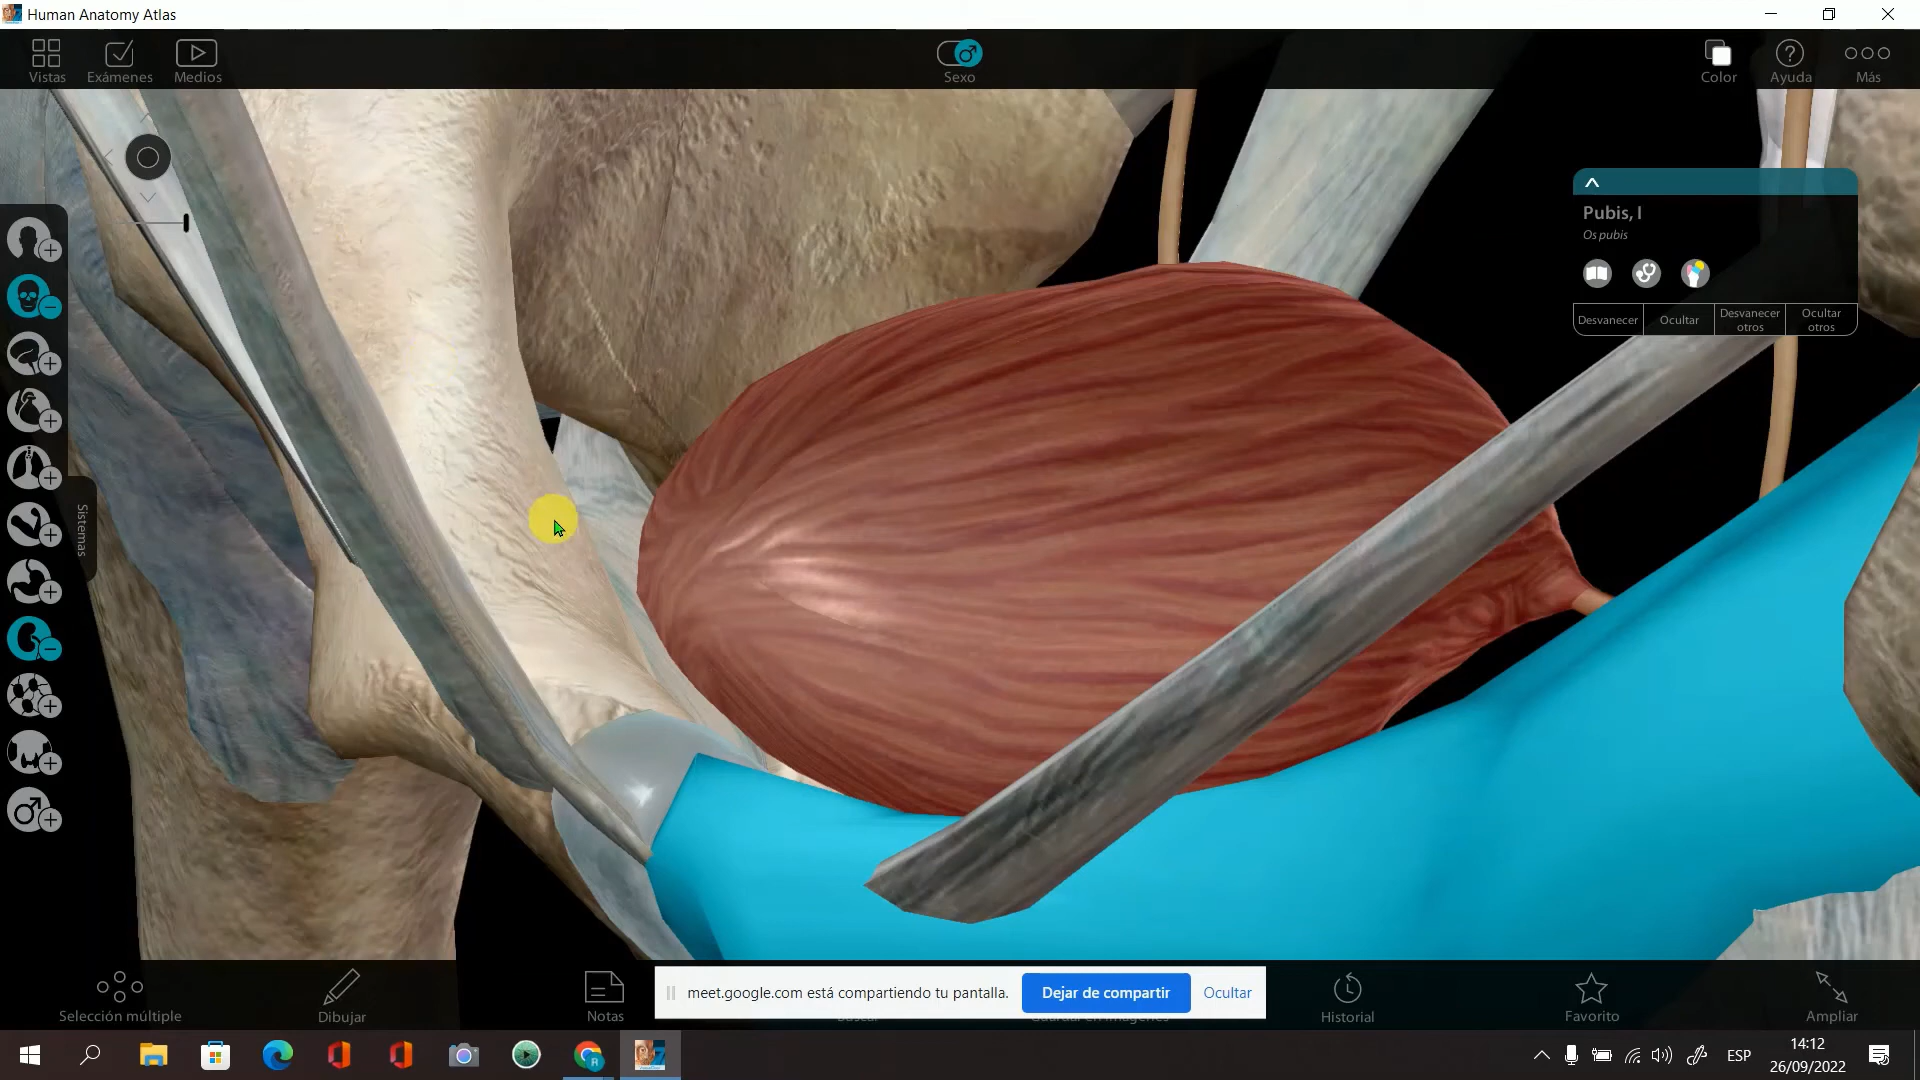 Human Anatomy Atlas
Vistas
Exámenes
Medios
Sexo
Color
Ayuda
Más
Pubis, I
Os pubis
Desvanecer
Ocultar
Desvanecer
otros
Ocultar
otros
Sistemas
Selección múltiple
Dibujar
Notas
meet.google.com está compartiendo tu pantalla.
Dejar de compartir
Ocultar
Historial
Favorito
Ampliar
ESP
14:12
26/09/2022